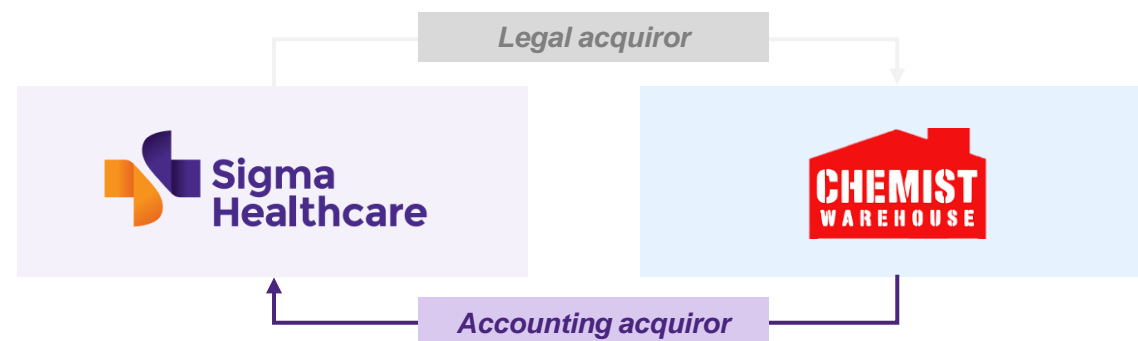 Legal acquiror
Sigma
Healthcare
CHEMIST
WAREHOUSE
Accounting acquiror